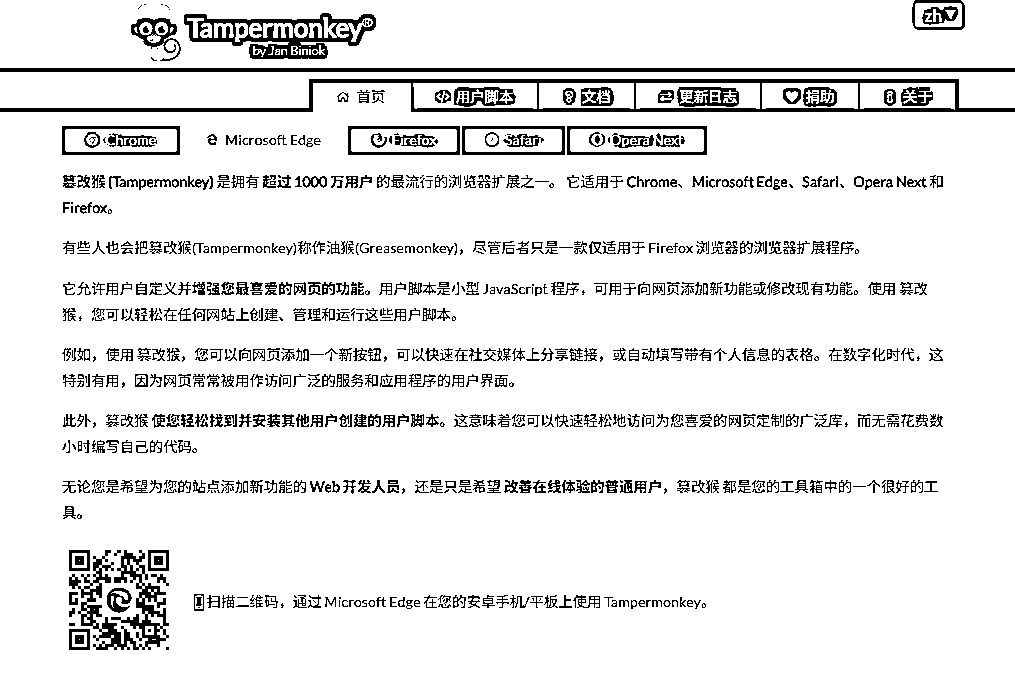 Tampermonkey®
by Jan Biniok
zh
首页 用户脚本 文档 更新日志 捐助 关于
Chrome Microsoft Edge Firefox Safari Opera Next
篡改猴 (Tampermonkey) 是拥有 超过 1000 万用户 的最流行的浏览器扩展之一。 它适用于 Chrome、Microsoft Edge、Safari、Opera Next 和
Firefox。
有些人也会把篡改猴(Tampermonkey)称作油猴(Greasemonkey)，尽管后者只是一款仅适用于 Firefox 浏览器的浏览器扩展程序。
它允许用户自定义并增强您最喜爱的网页的功能。用户脚本是小型 JavaScript 程序，可用于向网页添加新功能或修改现有功能。使用 篡改
猴，您可以轻松在任何网站上创建、管理和运行这些用户脚本。
例如，使用 篡改猴，您可以向网页添加一个新按钮，可以快速在社交媒体上分享链接，或自动填写带有个人信息的表格。在数字化时代，这
特别有用，因为网页常常被用作访问广泛的服务和应用程序的用户界面。
此外，篡改猴 使您轻松找到并安装其他用户创建的用户脚本。这意味着您可以快速轻松地访问为您喜爱的网页定制的广泛库，而无需花费数
小时编写自己的代码。
无论您是希望为您的站点添加新功能的 Web 开发人员，还是只是希望 改善在线体验的普通用户，篡改猴 都是您的工具箱中的一个很好的工
具。
扫描二维码，通过 Microsoft Edge 在您的安卓手机/平板上使用 Tampermonkey。